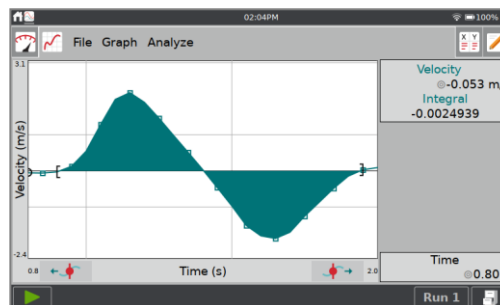 02:04PM
100%
File Graph Analyze
X Y
3.1
Velocity (m/s)
-2.4
0.8
Time (s)
2.0
Velocity
-0.053 m/
Integral
-0.0024939
Time
0.80
Run 1